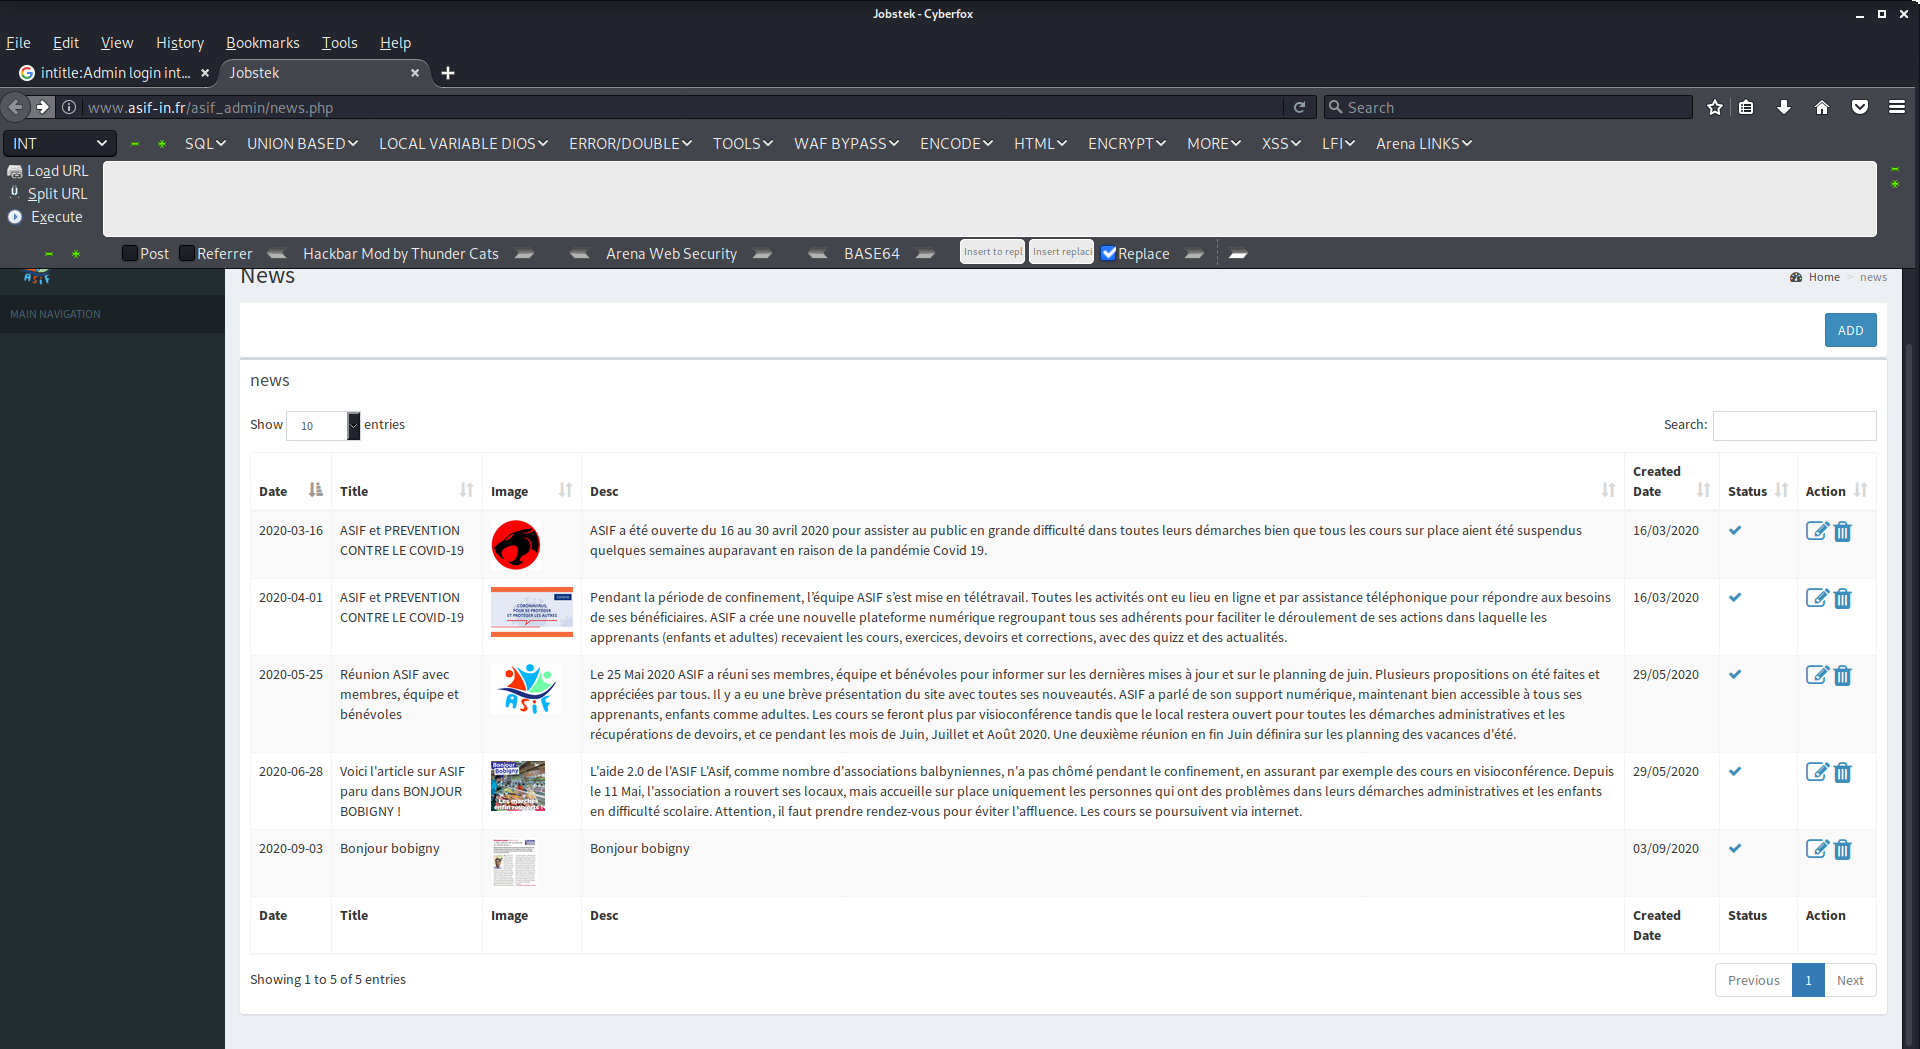 Jobstek - Cyberfox
File Edit View History Bookmarks Tools Help
intitle:Admin login int... Jobstek
www.asif-in.fr/asif_admin/news.php Search
INT SQL UNION BASED LOCAL VARIABLE DIOS ERROR/DOUBLE TOOLS WAF BYPASS ENCODE HTML ENCRYPT MORE XSS LFI Arena LINKS
Load URL
Split URL
Execute
Post Referrer Hackbar Mod by Thunder Cats Arena Web Security BASE64 Insert to repl Insert replaci Replace
ASIF
News
Home > news
MAIN NAVIGATION
ADD
news
Show 10 entries
Search:
Date Title Image Desc Created Date Status Action
2020-03-16
ASIF et PREVENTION
CONTRE LE COVID-19
ASIF a été ouverte du 16 au 30 avril 2020 pour assister au public en grande difficulté dans toutes leurs démarches bien que tous les cours sur place aient été suspendus
quelques semaines auparavant en raison de la pandémie Covid 19.
16/03/2020
2020-04-01
ASIF et PREVENTION
CONTRE LE COVID-19
CORONAVIRUS,
POUR SE PROTÉGER
ET PROTÉGER LES AUTRES
Pendant la période de confinement, l'équipe ASIF s'est mise en télétravail. Toutes les activités ont eu lieu en ligne et par assistance téléphonique pour répondre aux besoins
de ses bénéficiaires. ASIF a crée une nouvelle plateforme numérique regroupant tous ses adhérents pour faciliter le déroulement de ses actions dans laquelle les
apprenants (enfants et adultes) recevaient les cours, exercices, devoirs et corrections, avec des quizz et des actualités.
16/03/2020
2020-05-25
Réunion ASIF avec
membres, équipe et
bénévoles
ASIF
Le 25 Mai 2020 ASIF a réuni ses membres, équipe et bénévoles pour informer sur les dernières mises à jour et sur le planning de juin. Plusieurs propositions on été faites et
appréciées par tous. Il y a eu une brève présentation du site avec toutes ses nouveautés. ASIF a parlé de son support numérique, maintenant bien accessible à tous ses
apprenants, enfants comme adultes. Les cours se feront plus par visioconférence tandis que le local restera ouvert pour toutes les démarches administratives et les
récupérations de devoirs, et ce pendant les mois de Juin, Juillet et Août 2020. Une deuxième réunion en fin Juin définira sur les planning des vacances d'été.
29/05/2020
2020-06-28
Voici l'article sur ASIF
paru dans BONJOUR
BOBIGNY !
Bonjour
Bobigny
Les marchés
enfin rouverts !
L'aide 2.0 de l'ASIF L'Asif, comme nombre d'associations balbyniennes, n'a pas chômé pendant le confinement, en assurant par exemple des cours en visioconférence. Depuis
le 11 Mai, l'association a rouvert ses locaux, mais accueille sur place uniquement les personnes qui ont des problèmes dans leurs démarches administratives et les enfants
en difficulté scolaire. Attention, il faut prendre rendez-vous pour éviter l'affluence. Les cours se poursuivent via internet.
29/05/2020
2020-09-03
Bonjour bobigny
Bonjour bobigny
03/09/2020
Date Title Image Desc Created Date Status Action
Showing 1 to 5 of 5 entries
Previous 1 Next